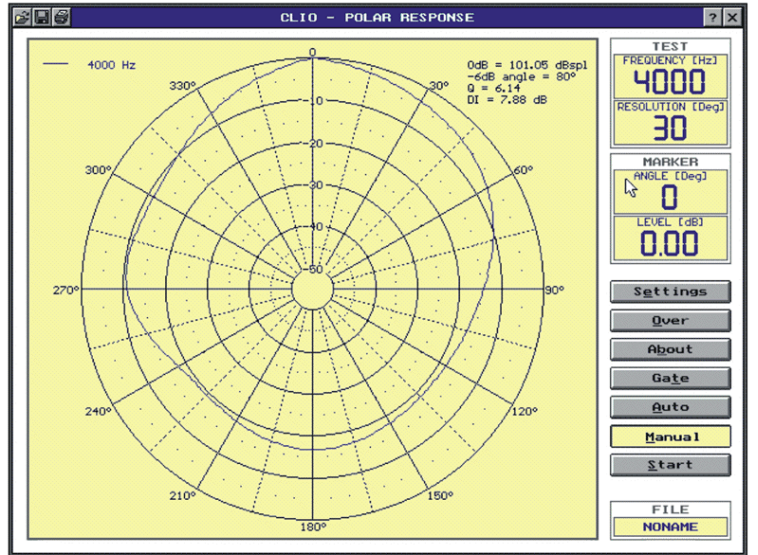 CLIO - POLAR RESPONSE
? X
4000 Hz
0dB = 101.05 dBspl
-6dB angle = 80°
Q = 6.14
DI = 7.88 dB
0
330°
30°
-10
-20
300°
60°
-30
-40
-50
270°
90°
240°
120°
210°
150°
180°
TEST
FREQUENCY [Hz]
4000
RESOLUTION [Deg]
30
MARKER
ANGLE [Deg]
0
LEVEL [dB]
0.00
Settings
Over
About
Gate
Auto
Manual
Start
FILE
NONAME